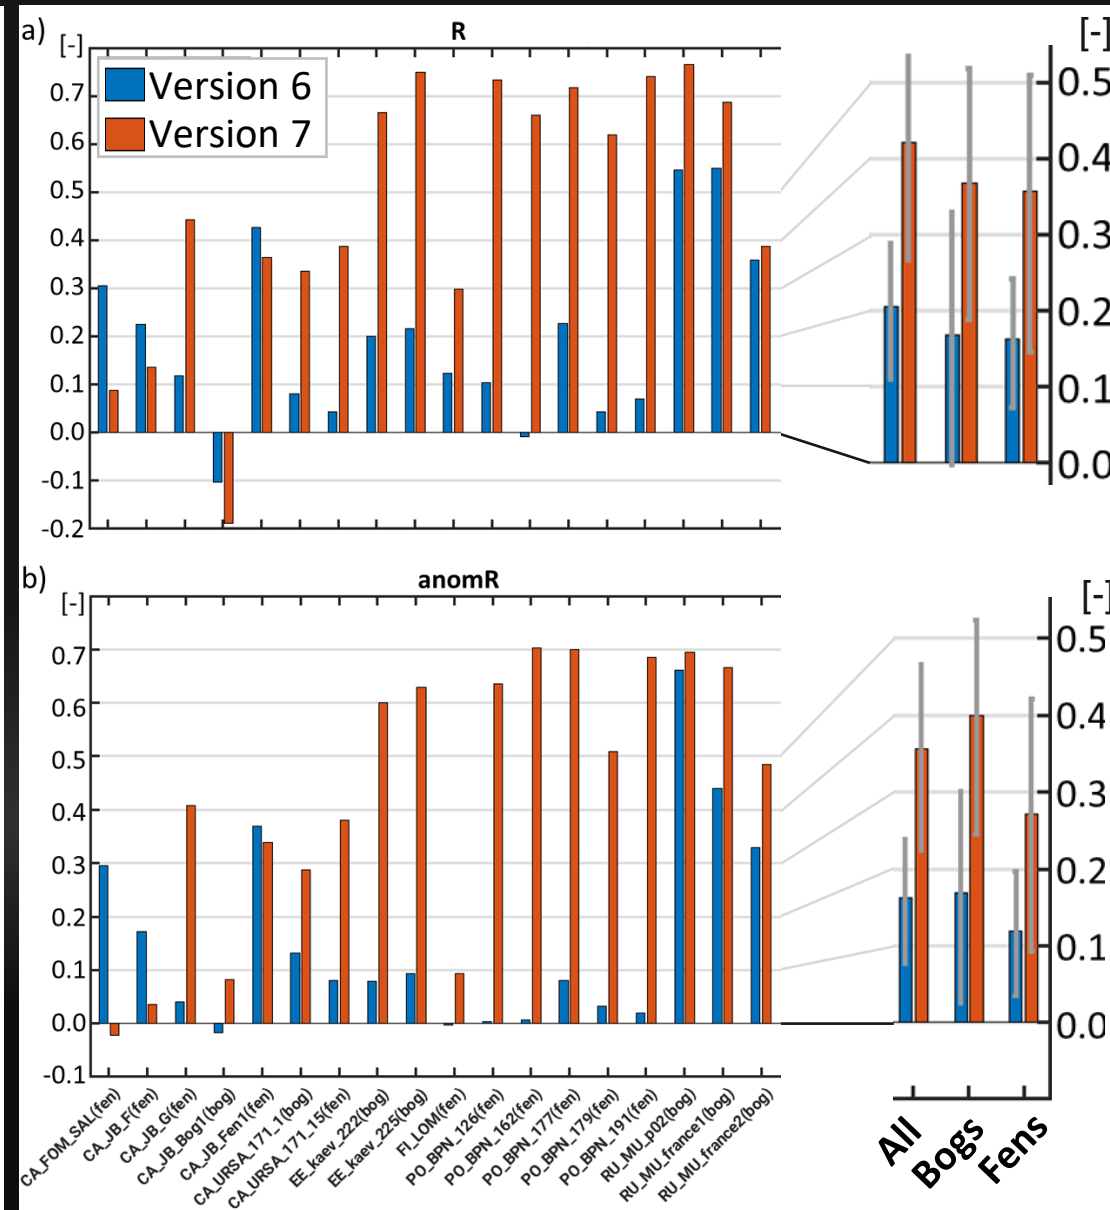 a)
R
[-]
[-]
Version 6
Version 7
0.7
0.6
0.5
0.4
0.3
0.2
0.1
0.0
-0.1
-0.2
0.5
0.4
0.3
0.2
0.1
0.0
b)
anomR
[-]
[-]
0.7
0.6
0.5
0.4
0.3
0.2
0.1
0.0
-0.1
0.5
0.4
0.3
0.2
0.1
0.0
CA_FOM_SAL(fen)
CA_JB_F(fen)
CA_JB_G(fen)
CA_JB_Bog1(bog)
CA_JB_Fen1(fen)
CA_URSA_171_1(bog)
CA_URSA_171_15(fen)
EE_kaev_222(bog)
EE_kaev_225(bog)
FI_LOM(fen)
PO_BPN_126(fen)
PO_BPN_162(fen)
PO_BPN_177(fen)
PO_BPN_179(fen)
PO_BPN_191(fen)
RU_MU_p02(bog)
RU_MU_france1(bog)
RU_MU_france2(bog)
All
Bogs
Fens